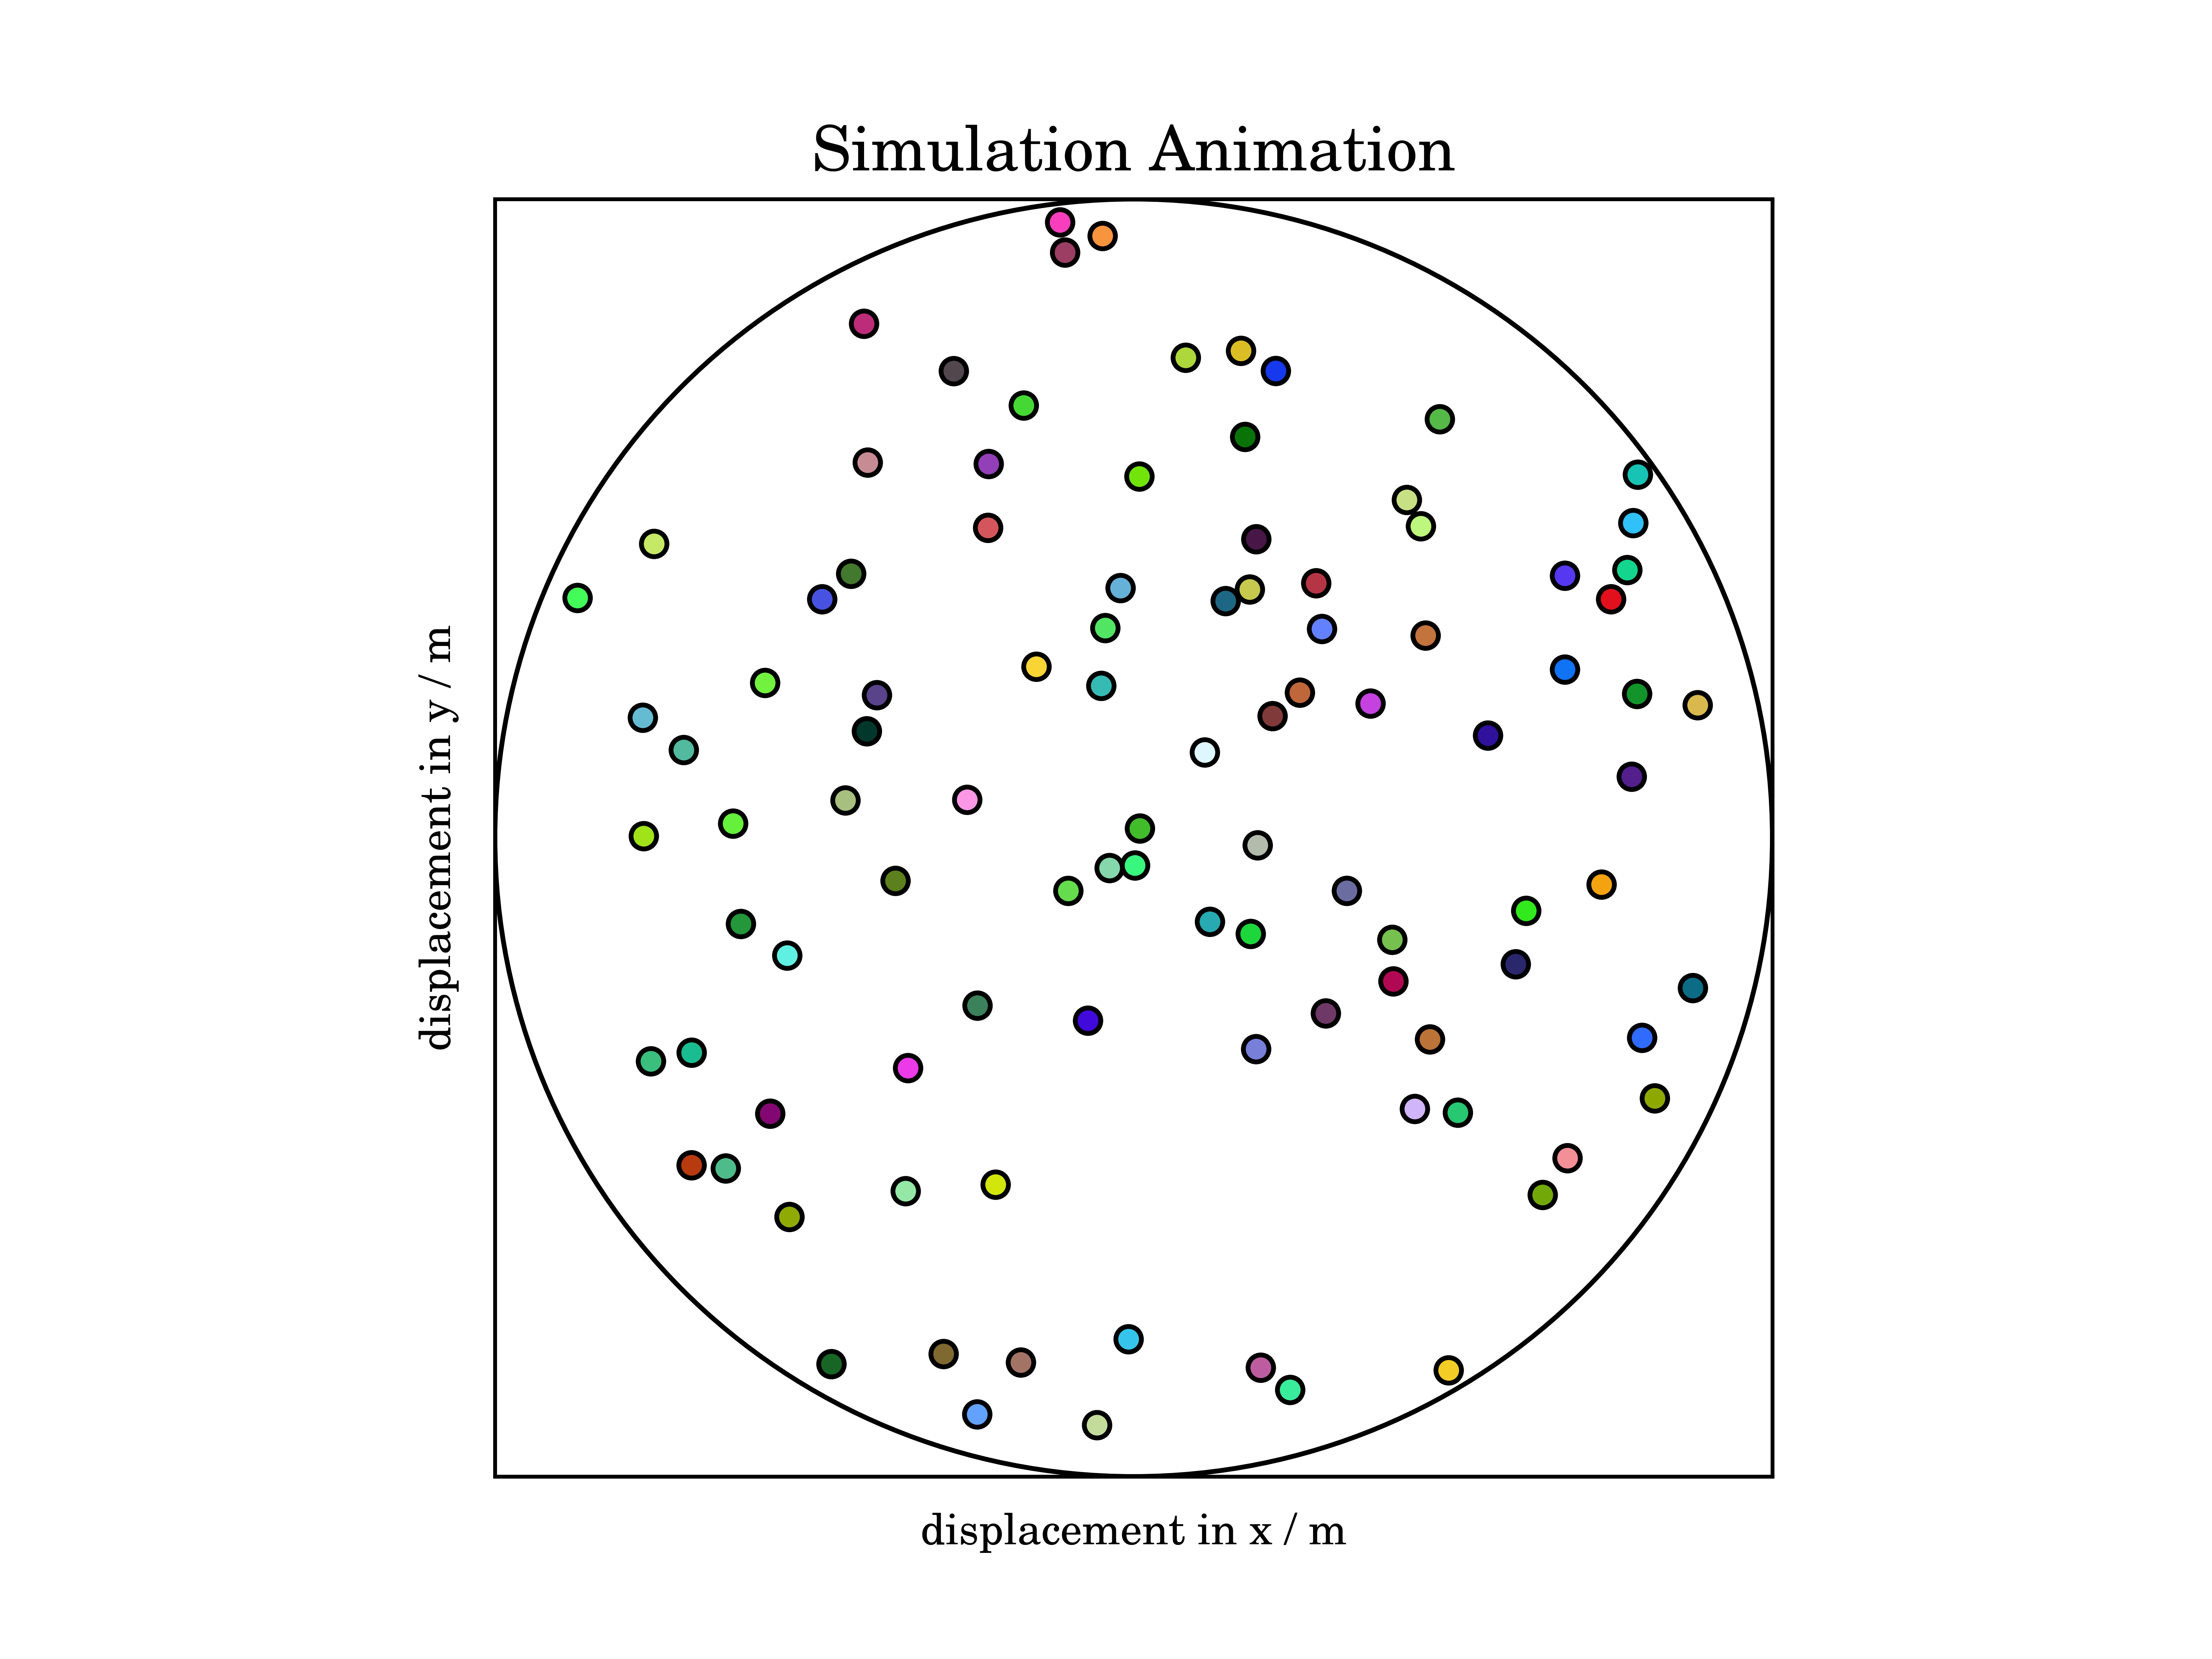 Simulation Animation
displacement in y / m
displacement in x / m